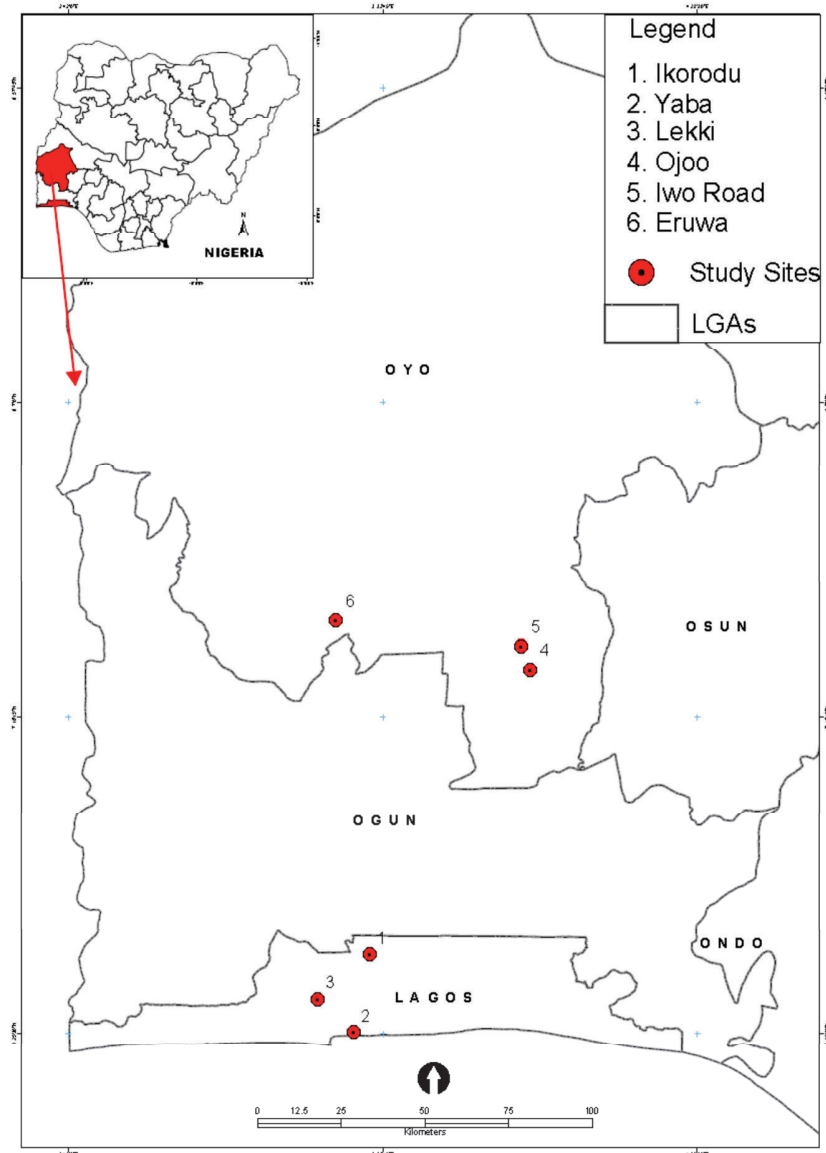 Legend
1. Ikorodu
2. Yaba
3. Lekki
4. Ojoo
5. Iwo Road
6. Eruwa
Study Sites
LGAs
N
NIGERIA
OYO
6
5
4
OSUN
OGUN
ONDO
1
3
LAGOS
2
0 12.5 25 50 75 100
Kilometers